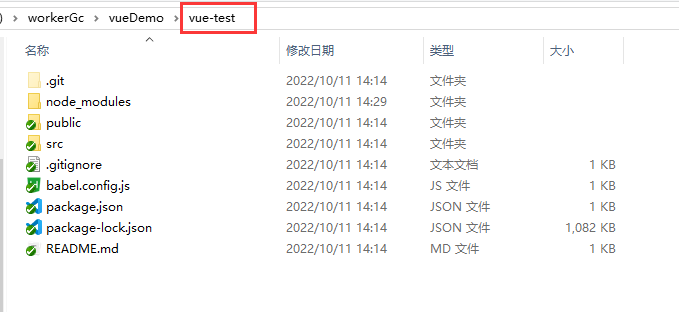 ) › workerGc › vueDemo › vue-test
名称 修改日期 类型 大小
.git 2022/10/11 14:14 文件夹
node_modules 2022/10/11 14:29 文件夹
public 2022/10/11 14:14 文件夹
src 2022/10/11 14:14 文件夹
.gitignore 2022/10/11 14:14 文本文档 1 KB
babel.config.js 2022/10/11 14:14 JS 文件 1 KB
package.json 2022/10/11 14:14 JSON 文件 1 KB
package-lock.json 2022/10/11 14:14 JSON 文件 1,082 KB
README.md 2022/10/11 14:14 MD 文件 1 KB